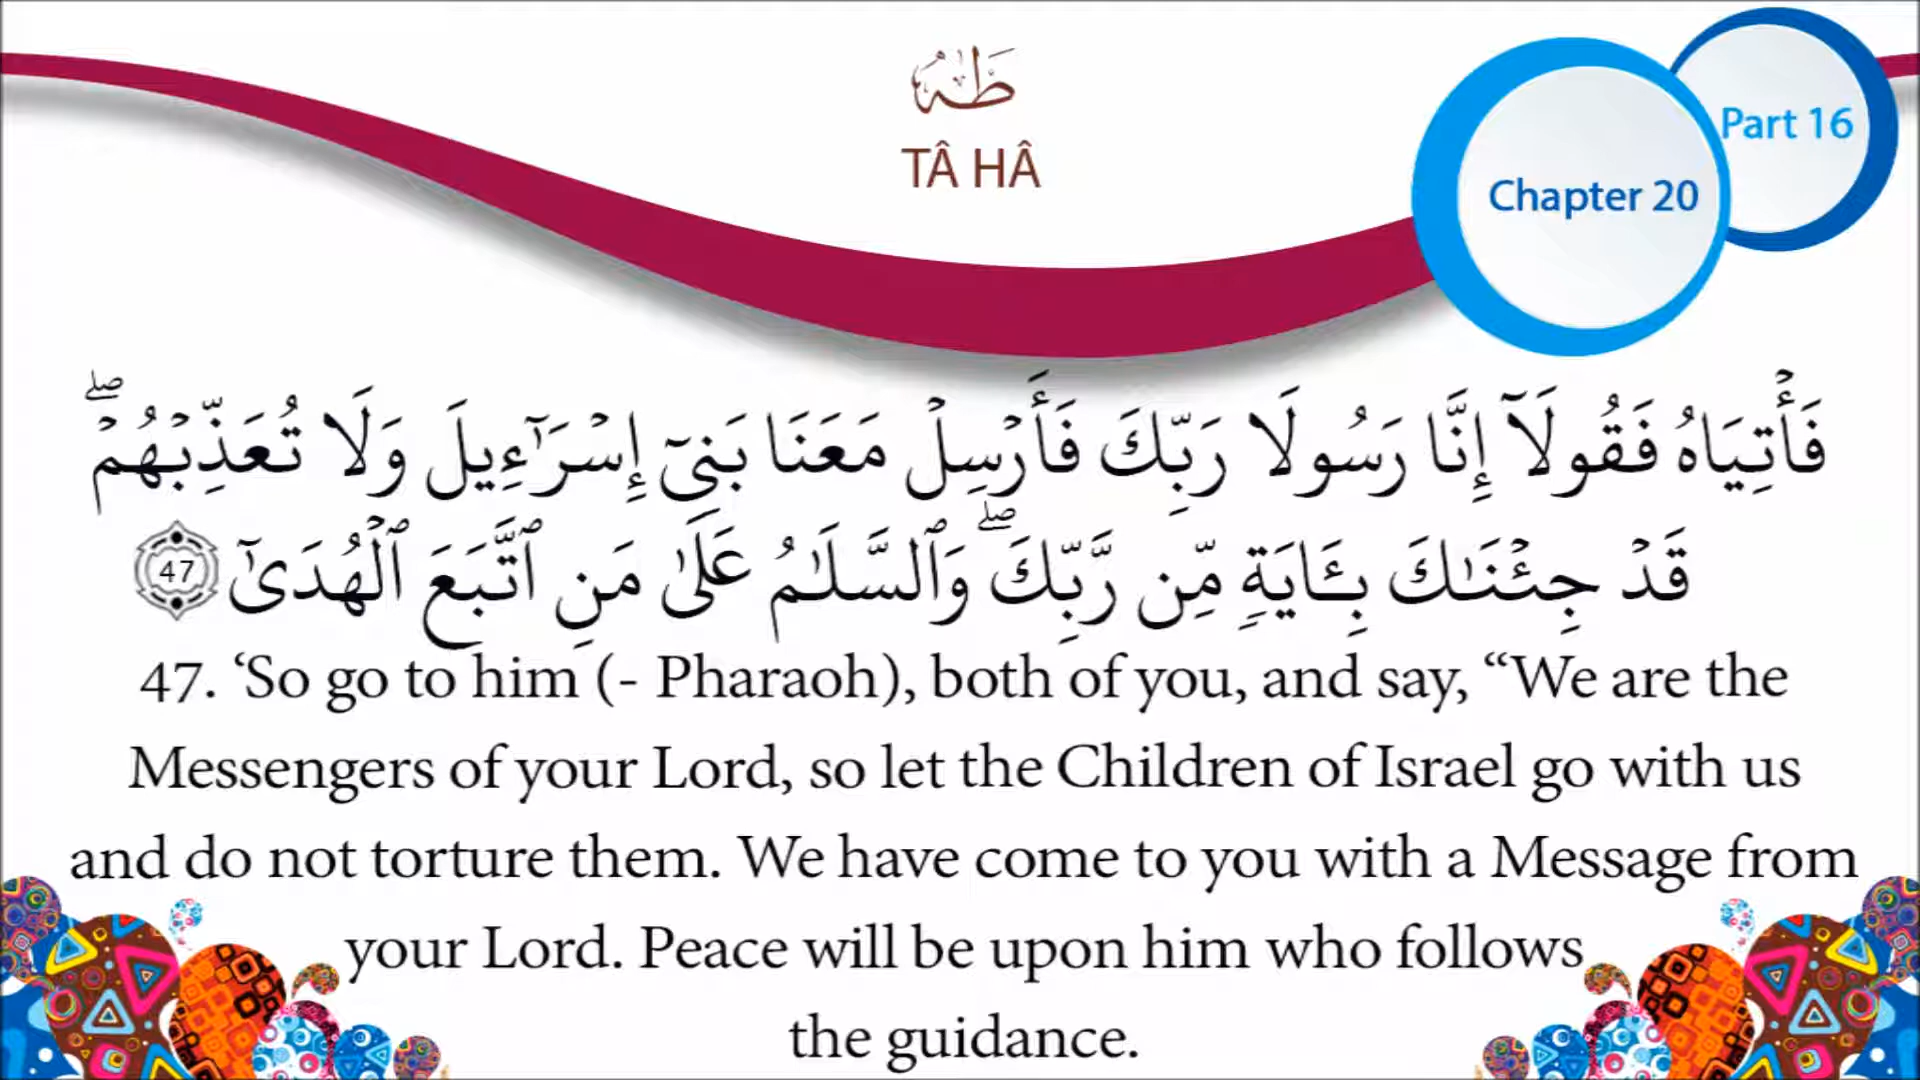 طه
TÂ HÂ
Part 16
Chapter 20
فَأۡتِيَاهُ فَقُولَآ إِنَّا رَسُولَا رَبِّكَ فَأَرۡسِلۡ مَعَنَا بَنِيٓ إِسۡرَٰٓءِيلَ وَلَا تُعَذِّبۡهُمۡۖ
قَدۡ جِئۡنَٰكَ بِـَٔايَةٖ مِّن رَّبِّكَۖ وَٱلسَّلَٰمُ عَلَىٰ مَنِ ٱتَّبَعَ ٱلۡهُدَىٰٓ 47
47. ‘So go to him (- Pharaoh), both of you, and say, “We are the
Messengers of your Lord, so let the Children of Israel go with us
and do not torture them. We have come to you with a Message from
your Lord. Peace will be upon him who follows
the guidance.